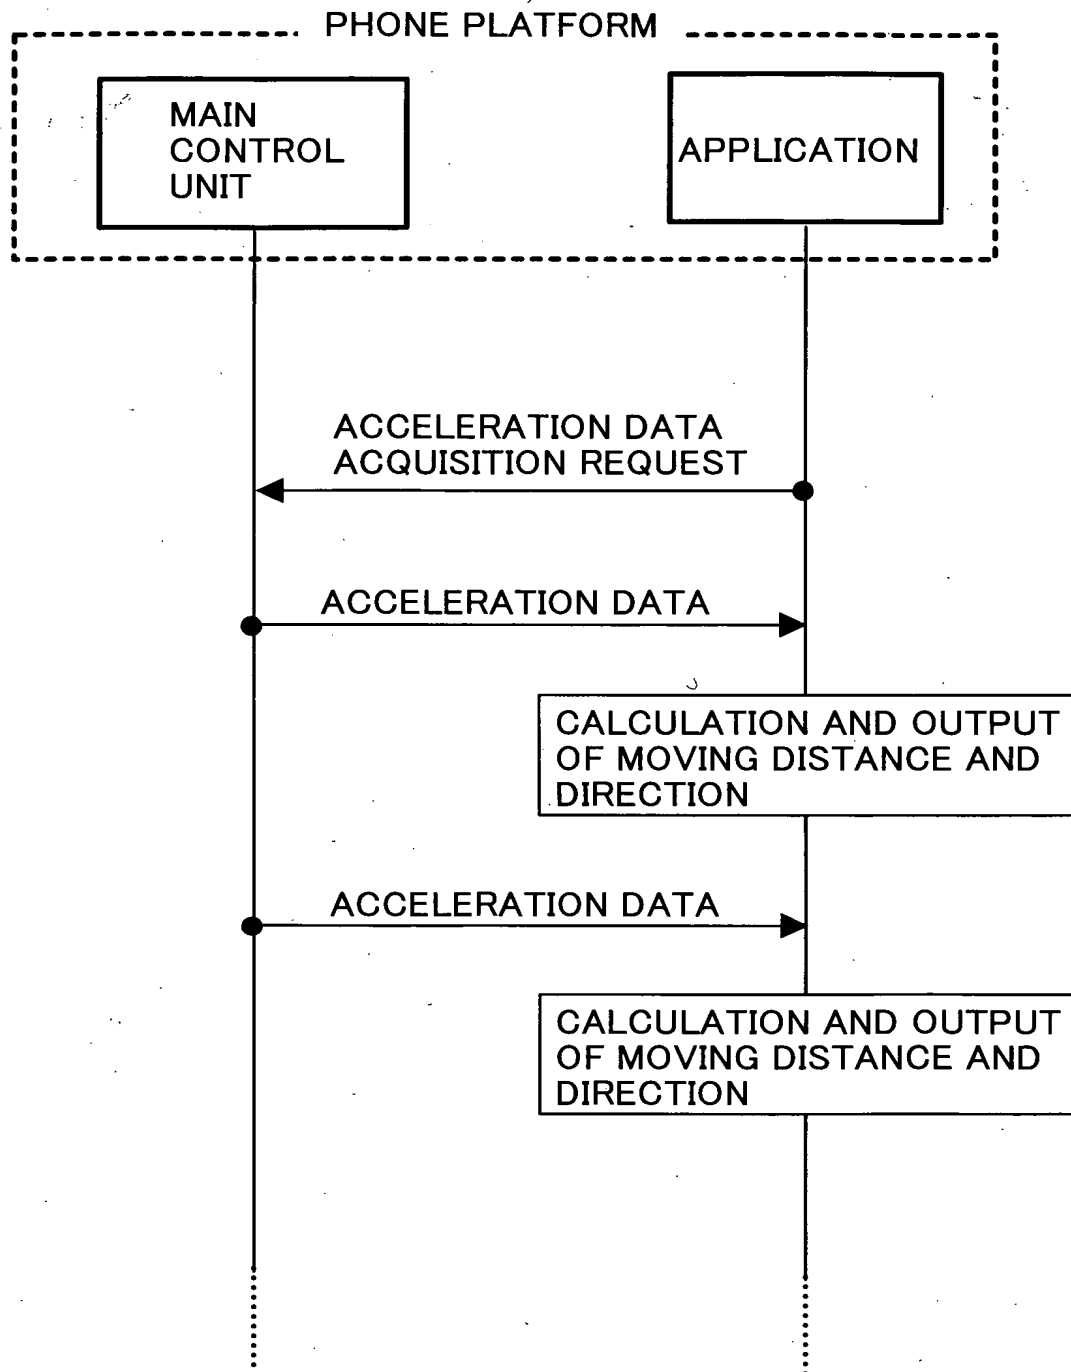 PHONE PLATFORM
MAIN
CONTROL
UNIT
APPLICATION
ACCELERATION DATA
ACQUISITION REQUEST
ACCELERATION DATA
CALCULATION AND OUTPUT
OF MOVING DISTANCE AND
DIRECTION
ACCELERATION DATA
CALCULATION AND OUTPUT
OF MOVING DISTANCE AND
DIRECTION